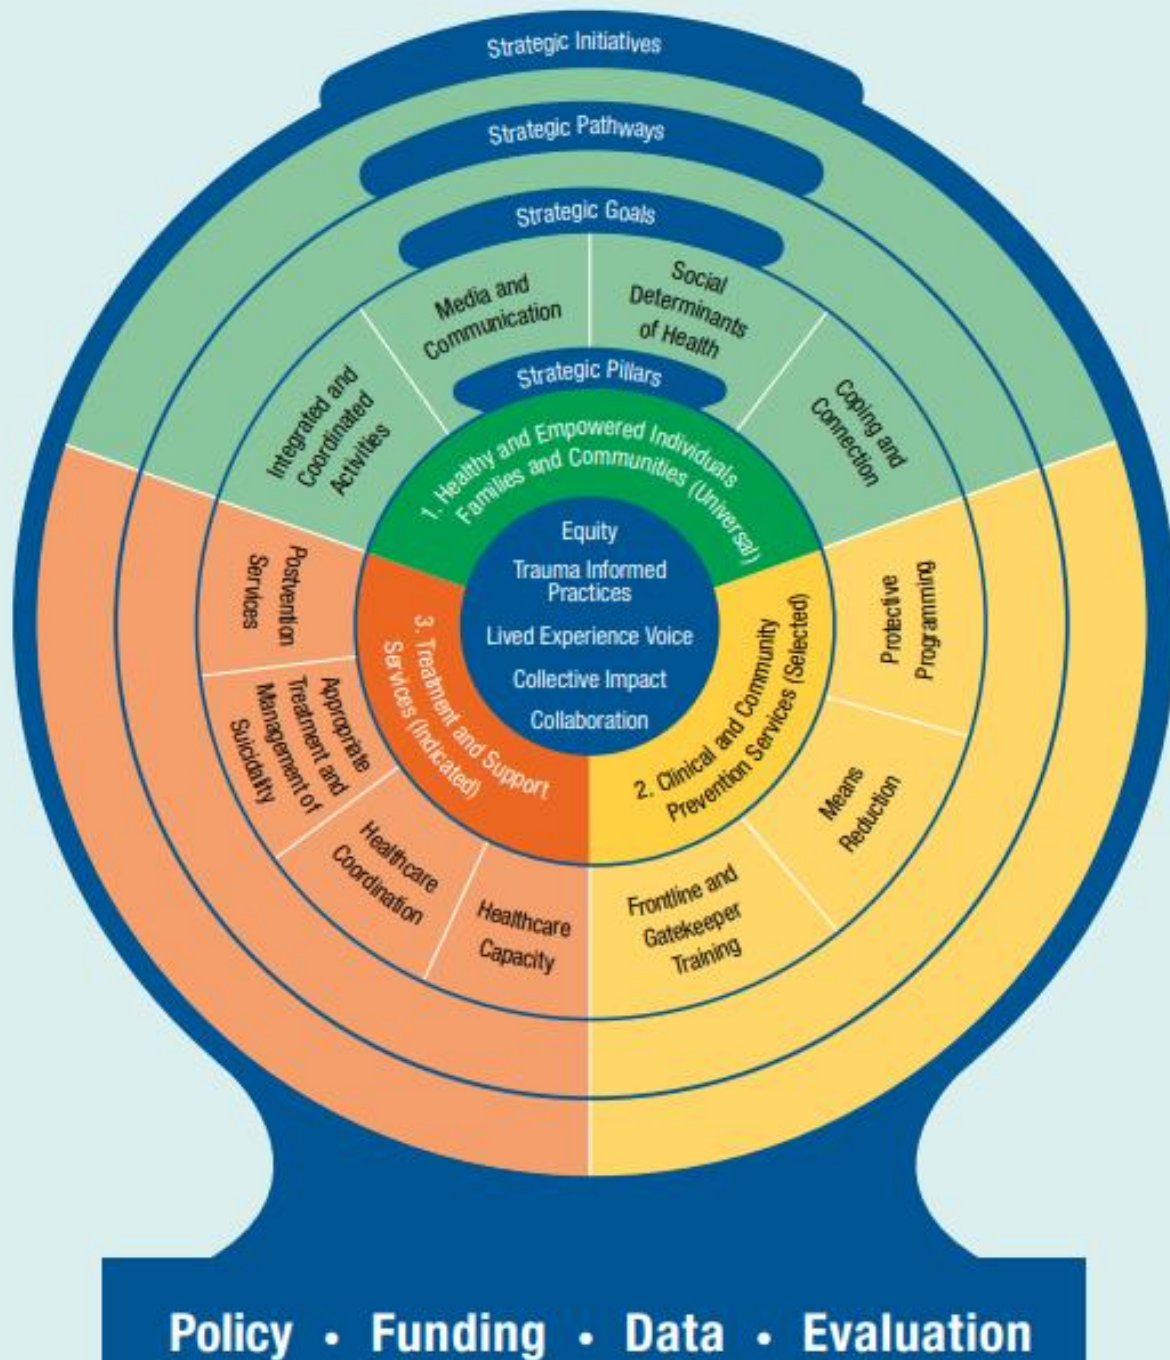 Strategic Initiatives
Strategic Pathways
Strategic Goals
Media and
Communication
Social
Determinants
of Health
Integrated and
Coordinated
Activities
Coping and
Connection
Strategic Pillars
1. Healthy and Empowered Individuals
Families and Communities (Universal)
Equity
Trauma Informed
Practices
Lived Experience Voice
Collective Impact
Collaboration
2. Clinical and Community
Prevention Services (Selected)
Protective
Programming
Means
Reduction
Frontline and
Gatekeeper
Training
3. Treatment and Support
Services (Indicated)
Healthcare
Capacity
Healthcare
Coordination
Appropriate
Treatment and
Management of
Suicidality
Postvention
Services
Policy • Funding • Data • Evaluation